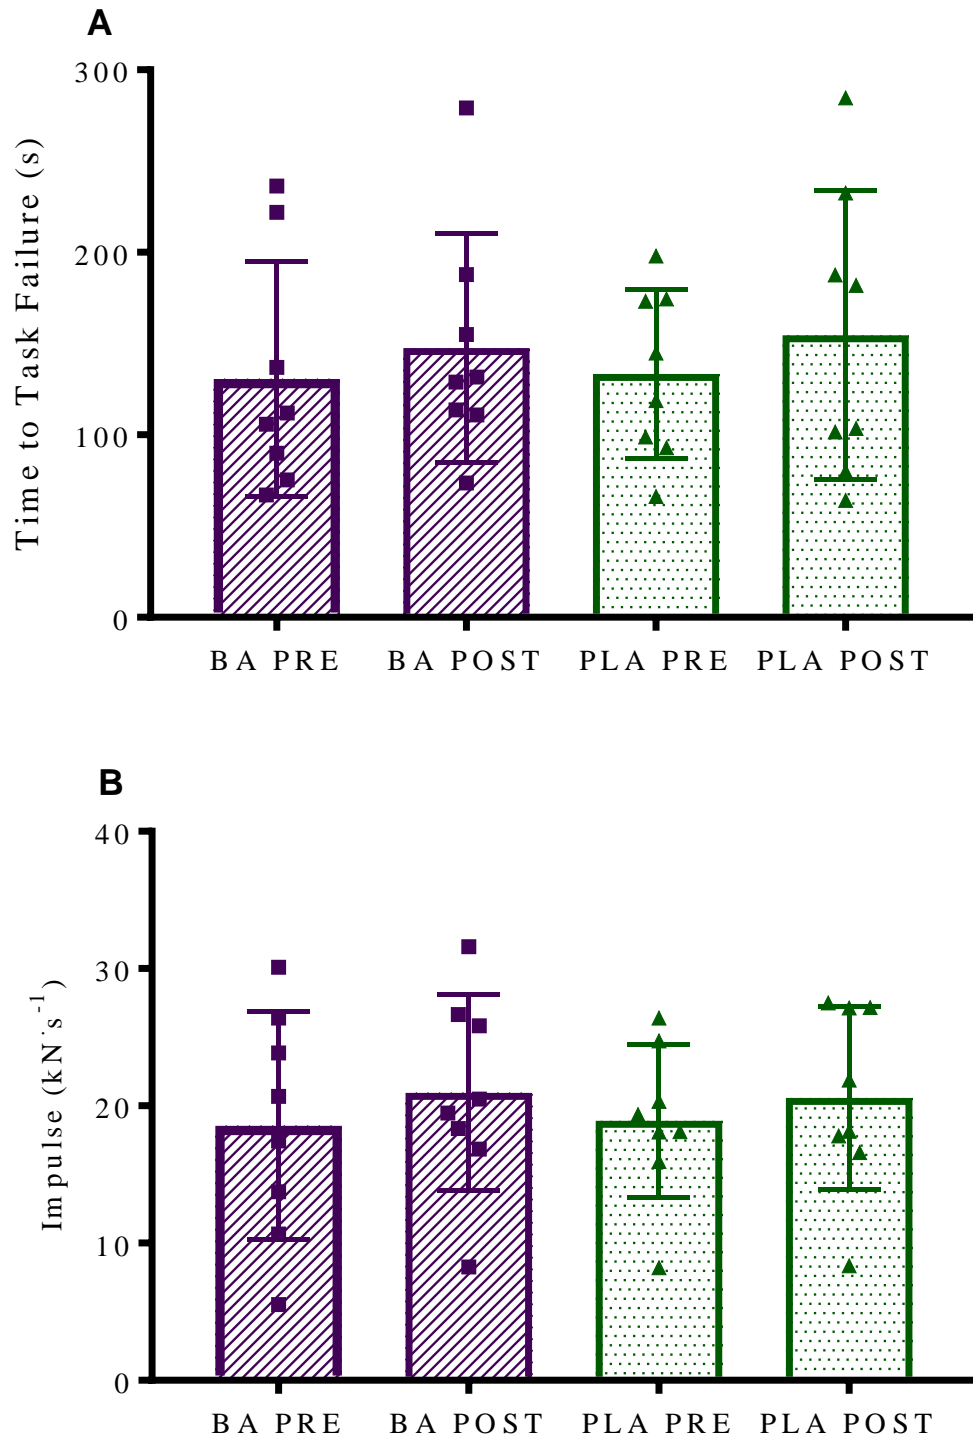 A
Time to Task Failure (s)
300
200
100
0
BA PRE BA POST PLA PRE PLA POST
B
Impulse (kN·s⁻¹)
40
30
20
10
0
BA PRE BA POST PLA PRE PLA POST